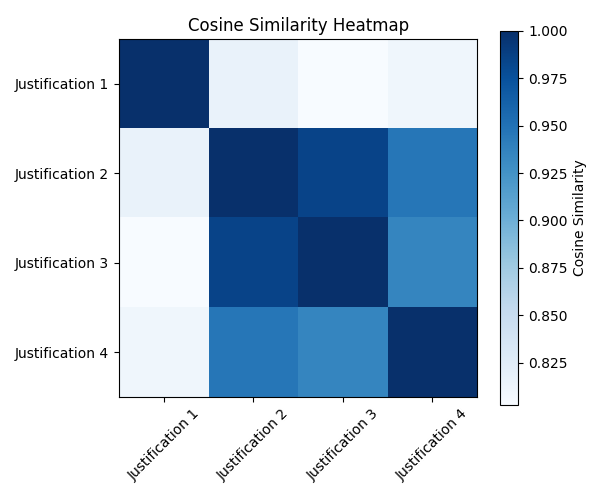 Cosine Similarity Heatmap
Justification 1
Justification 2
Justification 3
Justification 4
Justification 1
Justification 2
Justification 3
Justification 4
1.000
0.975
0.950
0.925
0.900
0.875
0.850
0.825
Cosine Similarity